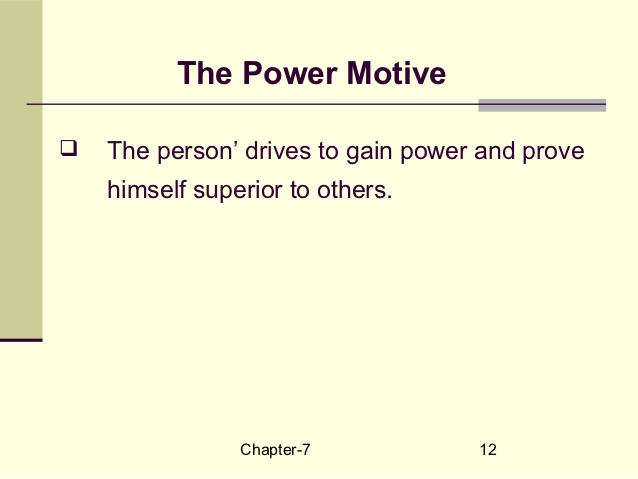 The Power Motive
The person’ drives to gain power and prove
himself superior to others.
Chapter-7 12